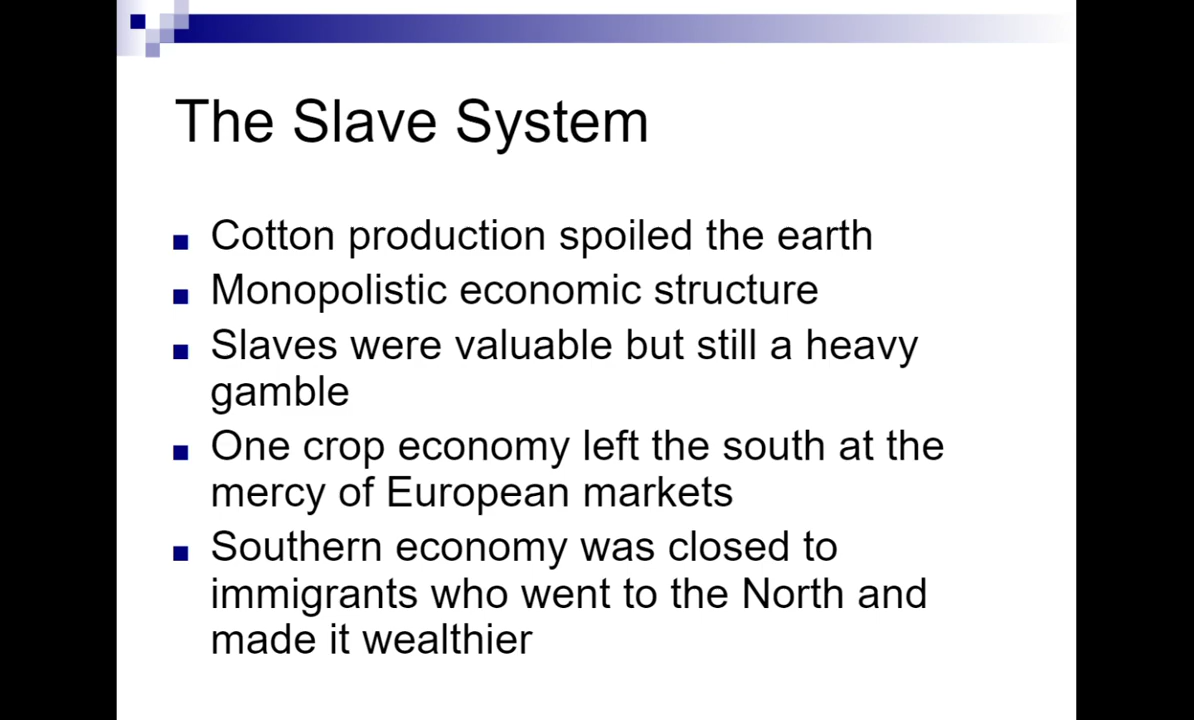 The Slave System
Cotton production spoiled the earth
Monopolistic economic structure
Slaves were valuable but still a heavy
gamble
One crop economy left the south at the
mercy of European markets
Southern economy was closed to
immigrants who went to the North and
made it wealthier